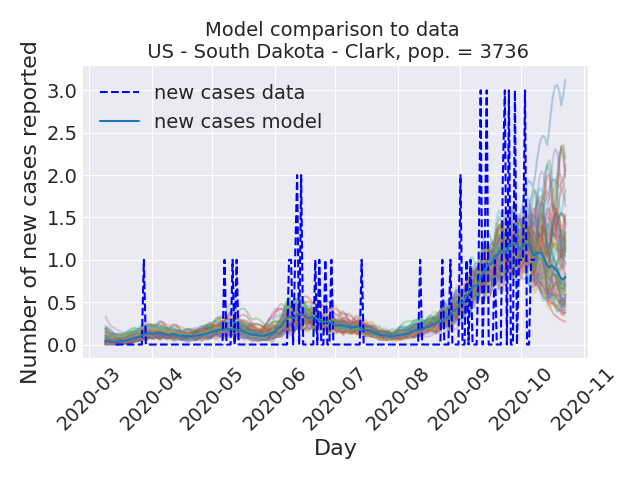 Model comparison to data
US - South Dakota - Clark, pop. = 3736
Number of new cases reported
3.0
2.5
2.0
1.5
1.0
0.5
0.0
new cases data
new cases model
2020-03
2020-04
2020-05
2020-06
2020-07
2020-08
2020-09
2020-10
2020-11
Day